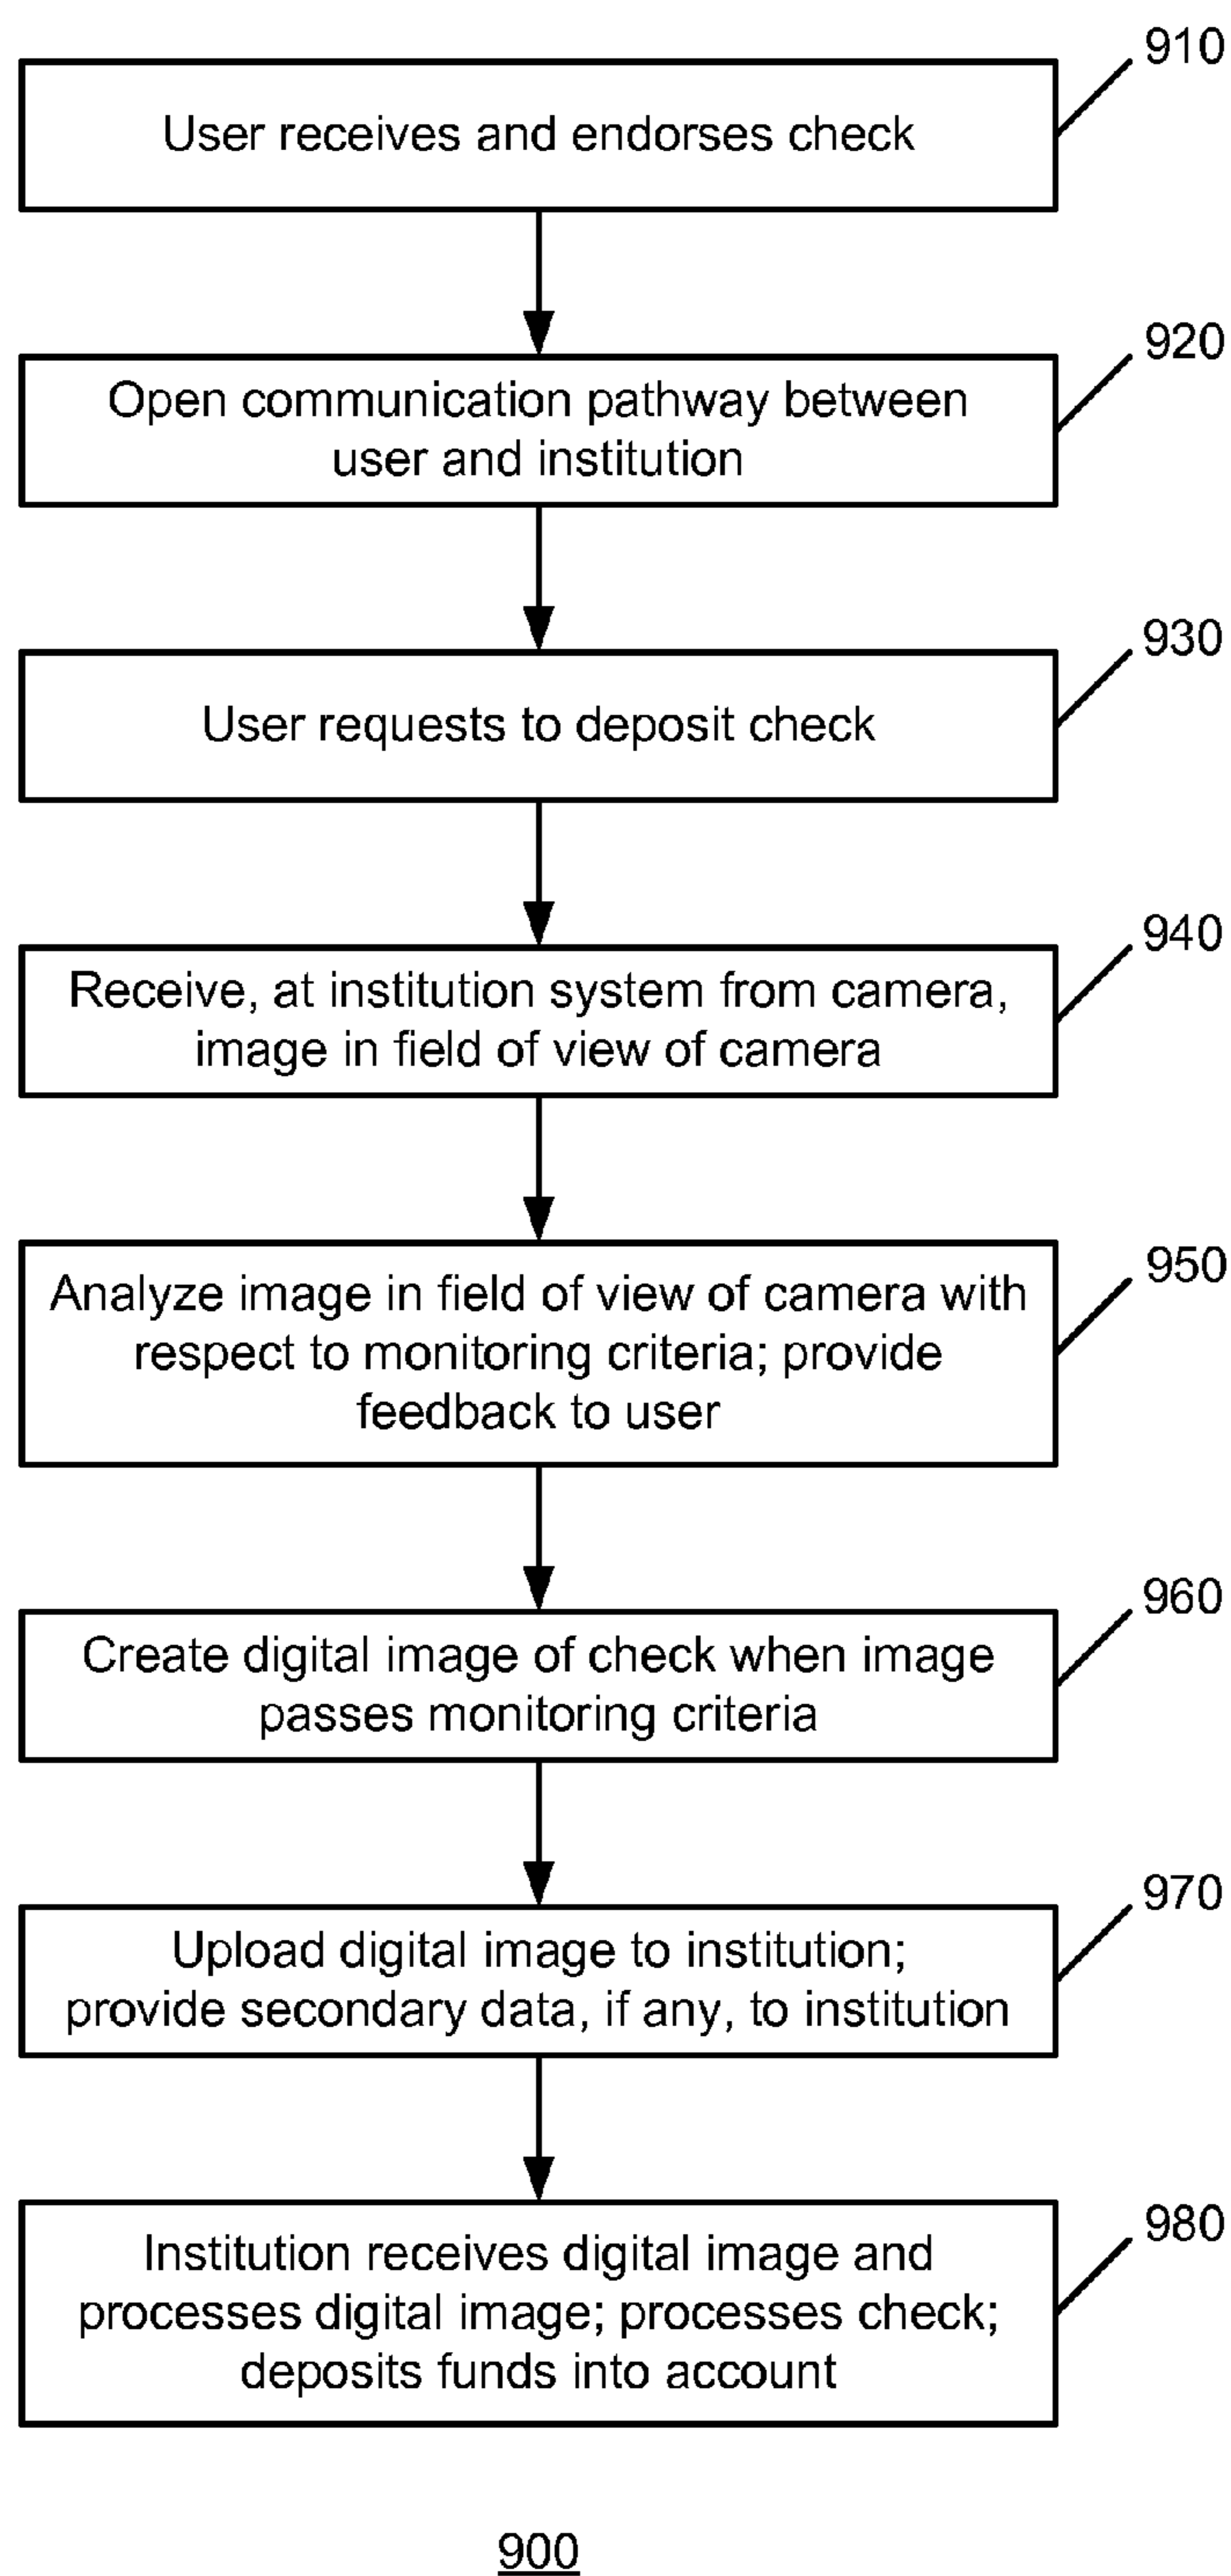 910
User receives and endorses check
920
Open communication pathway between
user and institution
930
User requests to deposit check
940
Receive, at institution system from camera,
image in field of view of camera
950
Analyze image in field of view of camera with
respect to monitoring criteria; provide
feedback to user
960
Create digital image of check when image
passes monitoring criteria
970
Upload digital image to institution;
provide secondary data, if any, to institution
980
Institution receives digital image and
processes digital image; processes check;
deposits funds into account
900